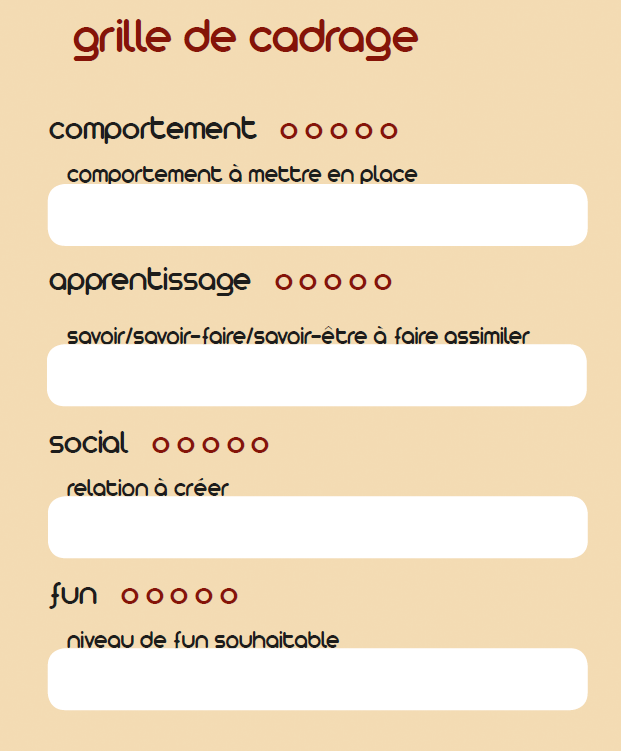 grille de cadrage
comportement o o o o o
comportement à mettre en place
apprentissage o o o o o
savoir/savoir-faire/savoir-être à faire assimiler
social o o o o o
relation à créer
fun o o o o o
niveau de fun souhaitable